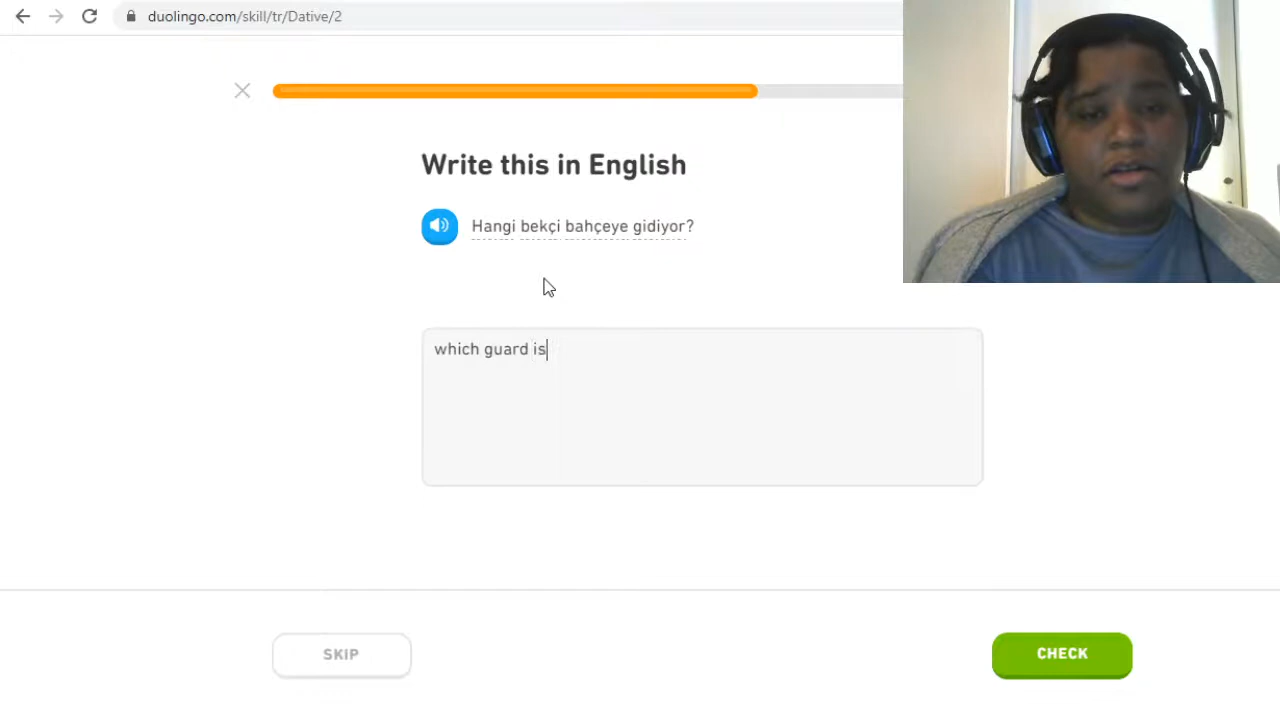 duolingo.com/skill/tr/Dative/2
Write this in English
Hangi bekçi bahçeye gidiyor?
which guard is
SKIP
CHECK